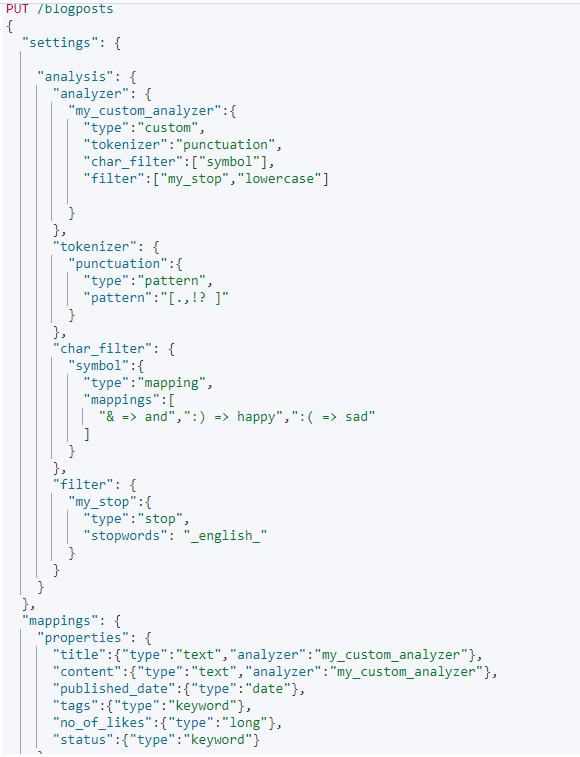 PUT /blogposts
{
"settings": {
"analysis": {
"analyzer": {
"my_custom_analyzer":{
"type":"custom",
"tokenizer":"punctuation",
"char_filter":["symbol"],
"filter":["my_stop","lowercase"]
}
},
"tokenizer": {
"punctuation":{
"type":"pattern",
"pattern":"[.,!? ]"
}
},
"char_filter": {
"symbol":{
"type":"mapping",
"mappings":[
"& => and",":) => happy",":( => sad"
]
}
},
"filter": {
"my_stop":{
"type":"stop",
"stopwords": "_english_"
}
}
}
},
"mappings": {
"properties": {
"title":{"type":"text","analyzer":"my_custom_analyzer"},
"content":{"type":"text","analyzer":"my_custom_analyzer"},
"published_date":{"type":"date"},
"tags":{"type":"keyword"},
"no_of_likes":{"type":"long"},
"status":{"type":"keyword"}